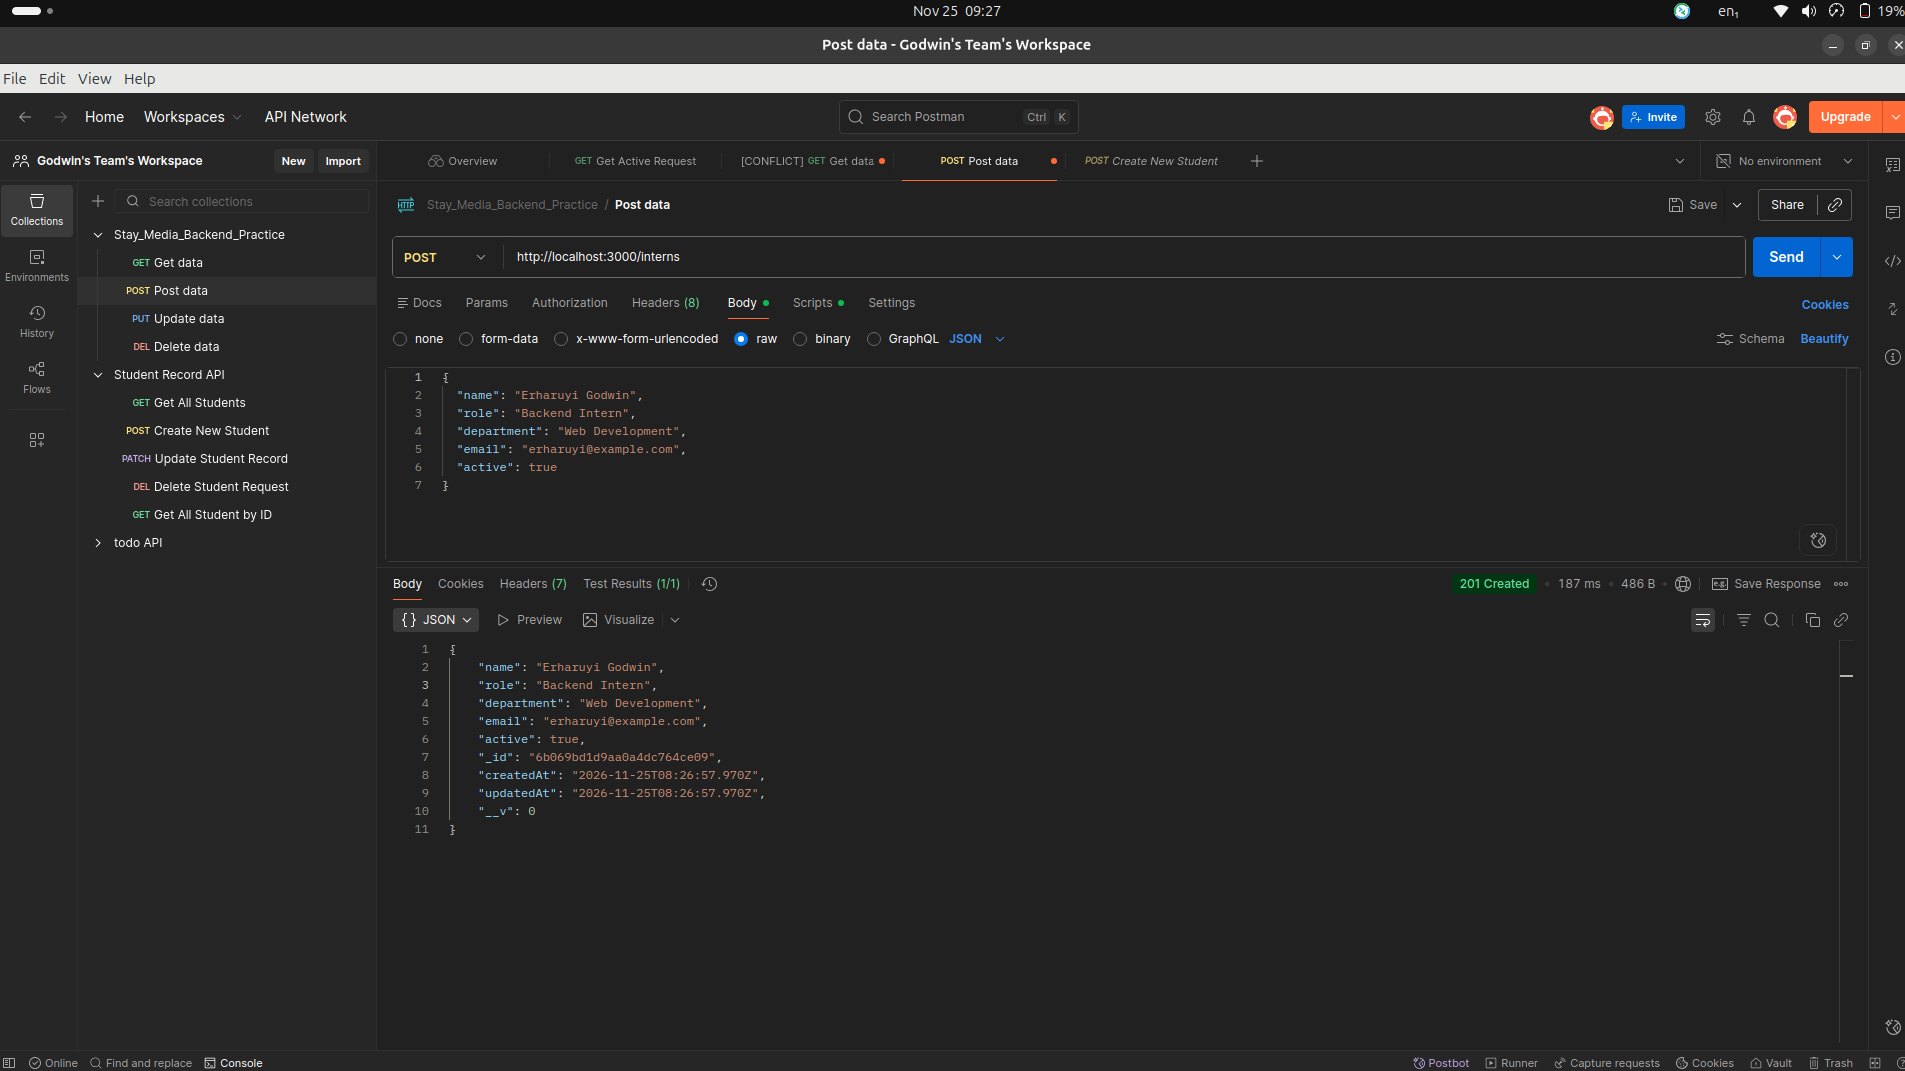 Nov 25 09:27
en₁
19%
Post data - Godwin's Team's Workspace
File Edit View Help
Home Workspaces API Network
Search Postman Ctrl K
Invite
Upgrade
Godwin's Team's Workspace New Import
Overview
GET Get Active Request
[CONFLICT] GET Get data
POST Post data
POST Create New Student
No environment
Collections
Environments
History
Flows
Search collections
Stay_Media_Backend_Practice
GET Get data
POST Post data
PUT Update data
DEL Delete data
Student Record API
GET Get All Students
POST Create New Student
PATCH Update Student Record
DEL Delete Student Request
GET Get All Student by ID
todo API
HTTP Stay_Media_Backend_Practice / Post data
Save Share
POST http://localhost:3000/interns Send
Docs Params Authorization Headers (8) Body Scripts Settings Cookies
none form-data x-www-form-urlencoded raw binary GraphQL JSON Schema Beautify
1 {
2 "name": "Erharuyi Godwin",
3 "role": "Backend Intern",
4 "department": "Web Development",
5 "email": "erharuyi@example.com",
6 "active": true
7 }
Body Cookies Headers (7) Test Results (1/1) 201 Created 187 ms 486 B e.g. Save Response
{} JSON Preview Visualize
1 {
2 "name": "Erharuyi Godwin",
3 "role": "Backend Intern",
4 "department": "Web Development",
5 "email": "erharuyi@example.com",
6 "active": true,
7 "_id": "6b069bd1d9aa0a4dc764ce09",
8 "createdAt": "2026-11-25T08:26:57.970Z",
9 "updatedAt": "2026-11-25T08:26:57.970Z",
10 "__v": 0
11 }
Online Find and replace Console
Postbot Runner Capture requests Cookies Vault Trash